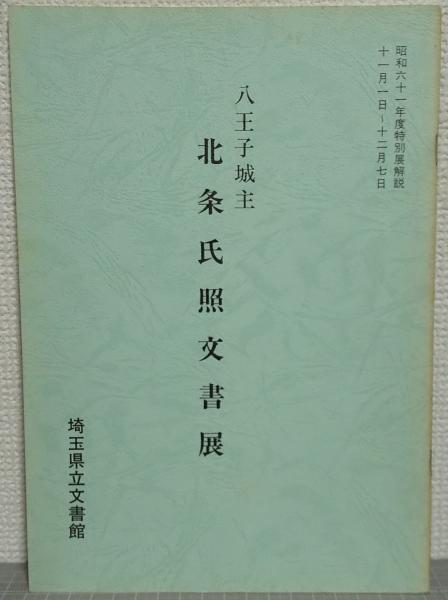 昭和六十一年度特別展解説
十一月一日～十二月七日
八王子城主
北条氏照文書展
埼玉県立文書館